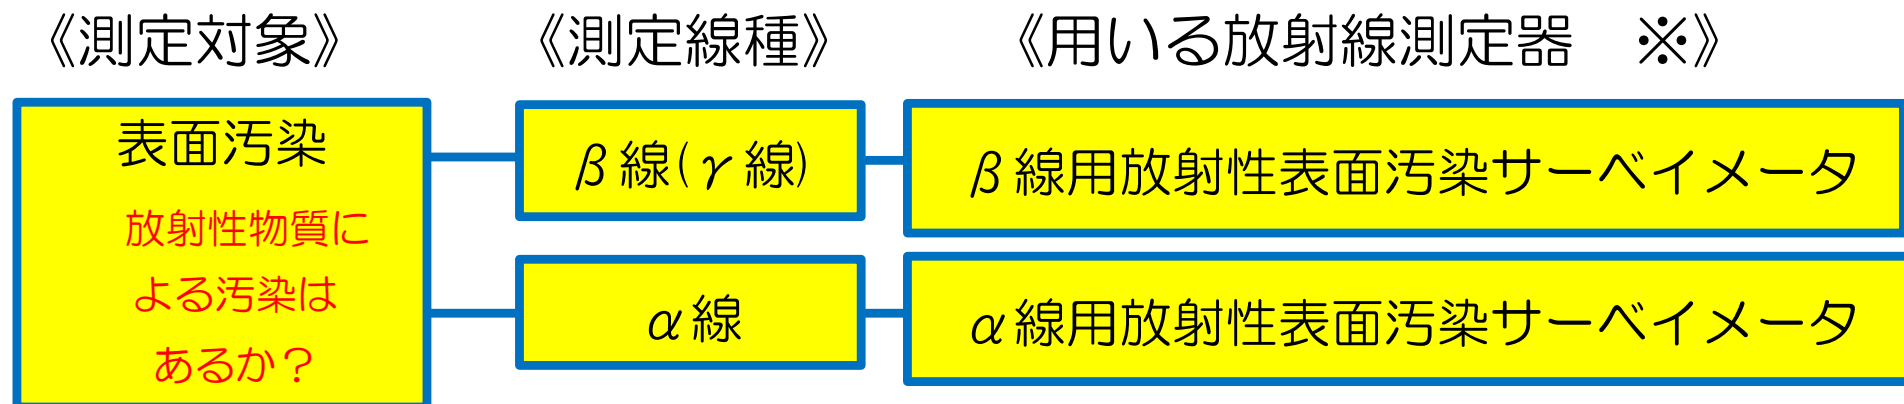 《測定対象》 《測定線種》 《用いる放射線測定器　※》
表面汚染
放射性物質に
よる汚染は
あるか？
β線(γ線)
β線用放射性表面汚染サーベイメータ
α線
α線用放射性表面汚染サーベイメータ